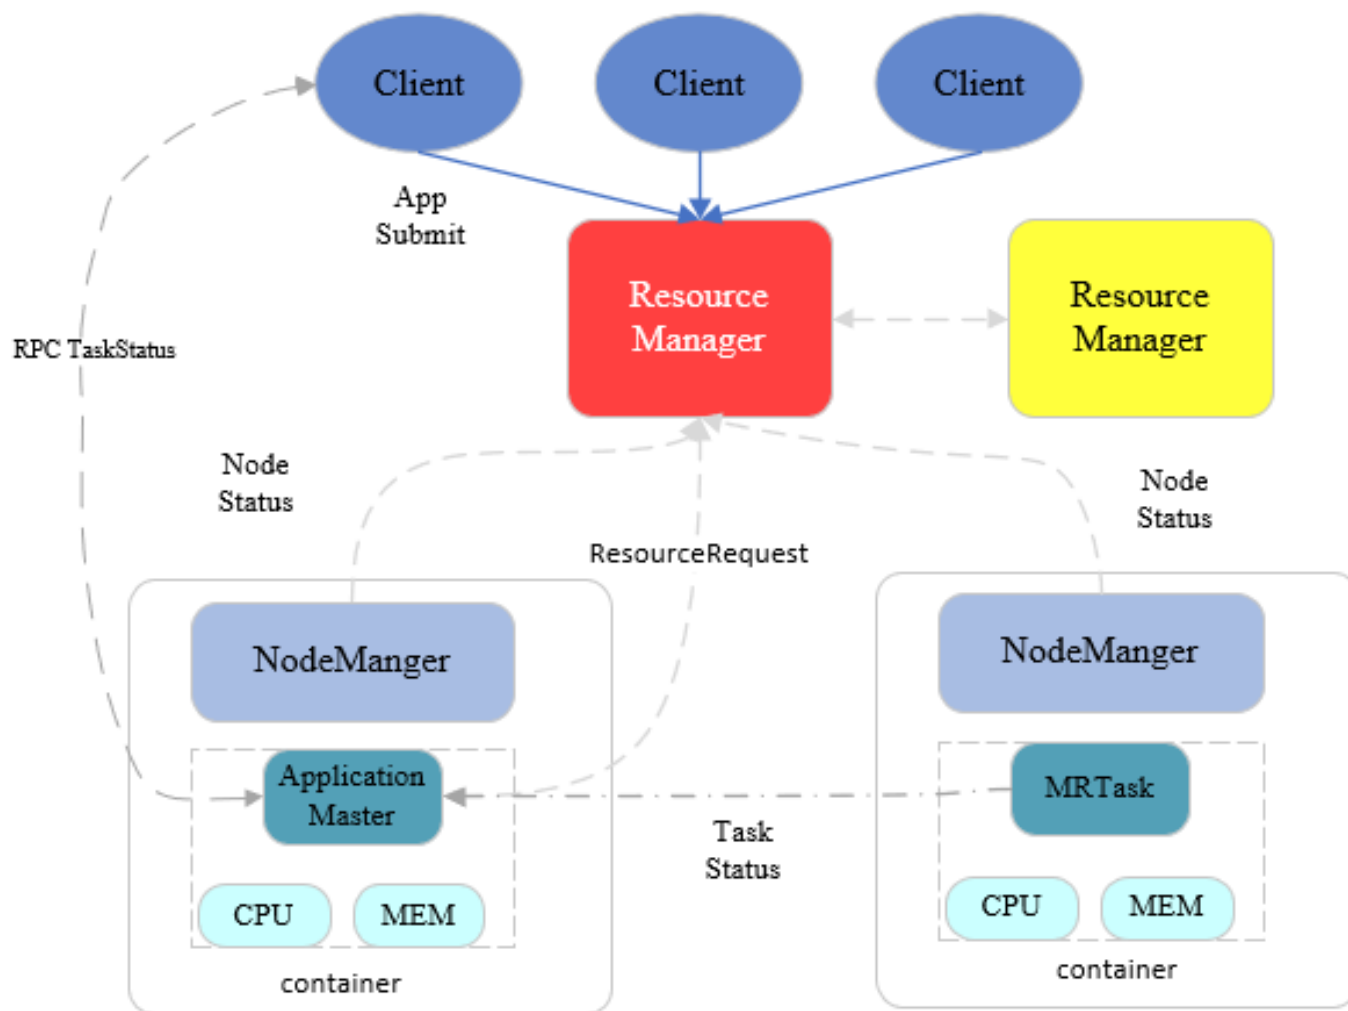 Client
Client
Client
App
Submit
Resource
Manager
Resource
Manager
RPC TaskStatus
Node
Status
Node
Status
ResourceRequest
NodeManger
NodeManger
Application
Master
MRTask
Task
Status
CPU
MEM
CPU
MEM
container
container